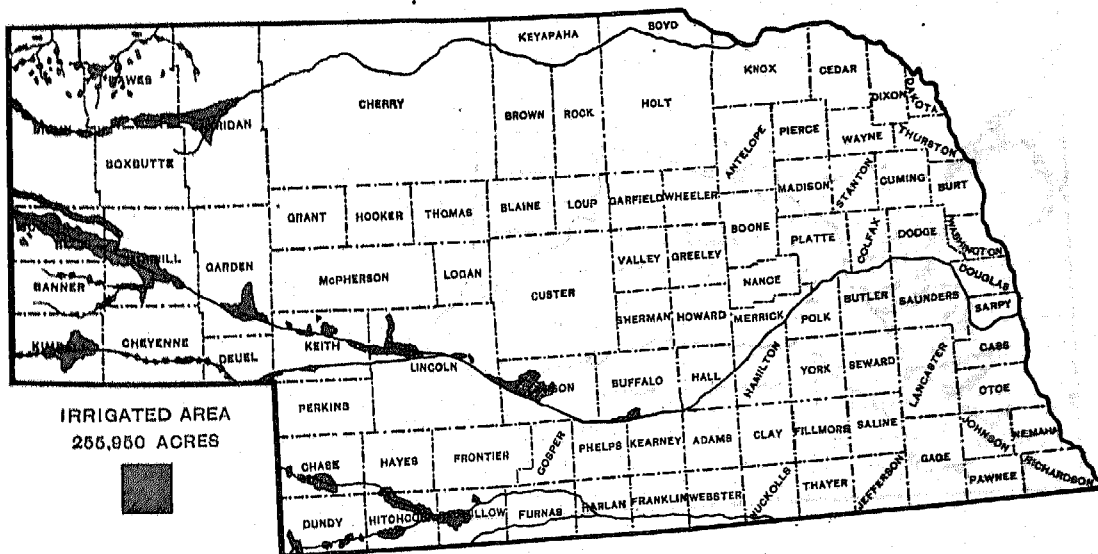 KEYAPAHA
BOYD
KNOX
CEDAR
DIXON
DAKOTA
CHERRY
BROWN
ROCK
HOLT
ANTELOPE
PIERCE
WAYNE
THURSTON
BOXBUTTE
GRANT
HOOKER
THOMAS
BLAINE
LOUP
GARFIELD
WHEELER
MADISON
STANTON
CUMING
BURT
BOONE
PLATTE
COLFAX
DODGE
WASHINGTON
GARDEN
BANNER
McPHERSON
LOGAN
CUSTER
VALLEY
GREELEY
NANCE
DOUGLAS
SARPY
CHEYENNE
DEUEL
KEITH
LINCOLN
SHERMAN
HOWARD
MERRICK
POLK
BUTLER
SAUNDERS
CASS
PERKINS
BUFFALO
HALL
HAMILTON
YORK
SEWARD
LANCASTER
OTOE
IRRIGATED AREA
255,950 ACRES
CHASE
HAYES
FRONTIER
GOSPER
PHELPS
KEARNEY
ADAMS
CLAY
FILLMORS
SALINE
GAGE
JOHNSON
NEMAHA
DUNDY
FURNAS
HARLAN
FRANKLIN
WEBSTER
NUCKOLLS
THAYER
JEFFERSON
PAWNEE
RICHARDSON